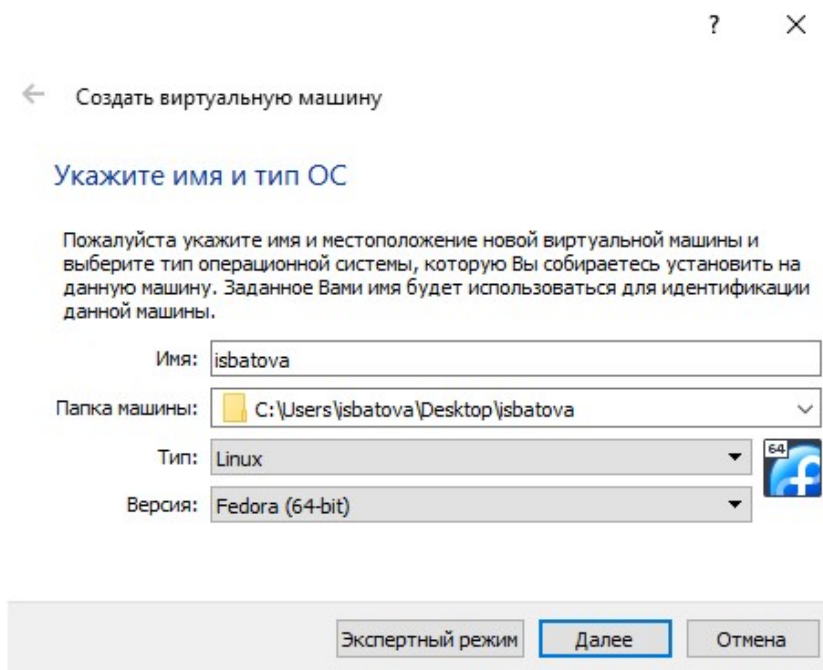 ?
Создать виртуальную машину
Укажите имя и тип ОС
Пожалуйста укажите имя и местоположение новой виртуальной машины и
выберите тип операционной системы, которую Вы собираетесь установить на
данную машину. Заданное Вами имя будет использоваться для идентификации
данной машины.
Имя: isbatova
Папка машины: C:\Users\isbatova\Desktop\isbatova
Тип: Linux
64
Версия: Fedora (64-bit)
Экспертный режим Далее Отмена